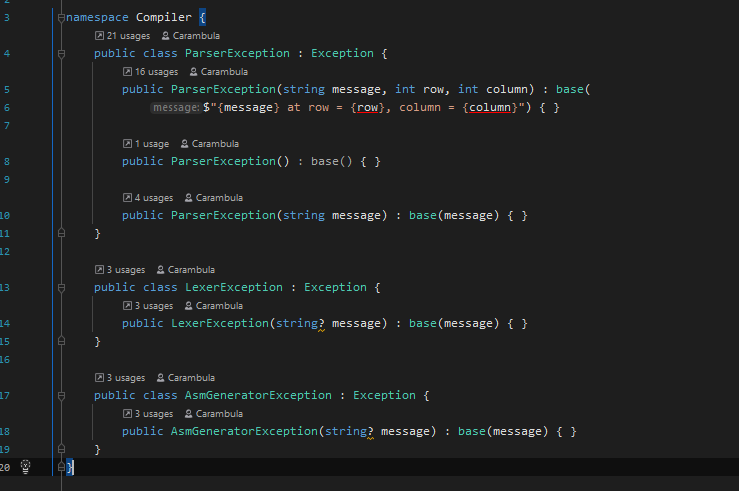 3 namespace Compiler {
21 usages Carambula
4 public class ParserException : Exception {
16 usages Carambula
5 public ParserException(string message, int row, int column) : base(
6 message: $"{message} at row = {row}, column = {column}") { }
7
1 usage Carambula
8 public ParserException() : base() { }
9
4 usages Carambula
10 public ParserException(string message) : base(message) { }
11 }
12
3 usages Carambula
13 public class LexerException : Exception {
3 usages Carambula
14 public LexerException(string? message) : base(message) { }
15 }
16
3 usages Carambula
17 public class AsmGeneratorException : Exception {
3 usages Carambula
18 public AsmGeneratorException(string? message) : base(message) { }
19 }
20 }